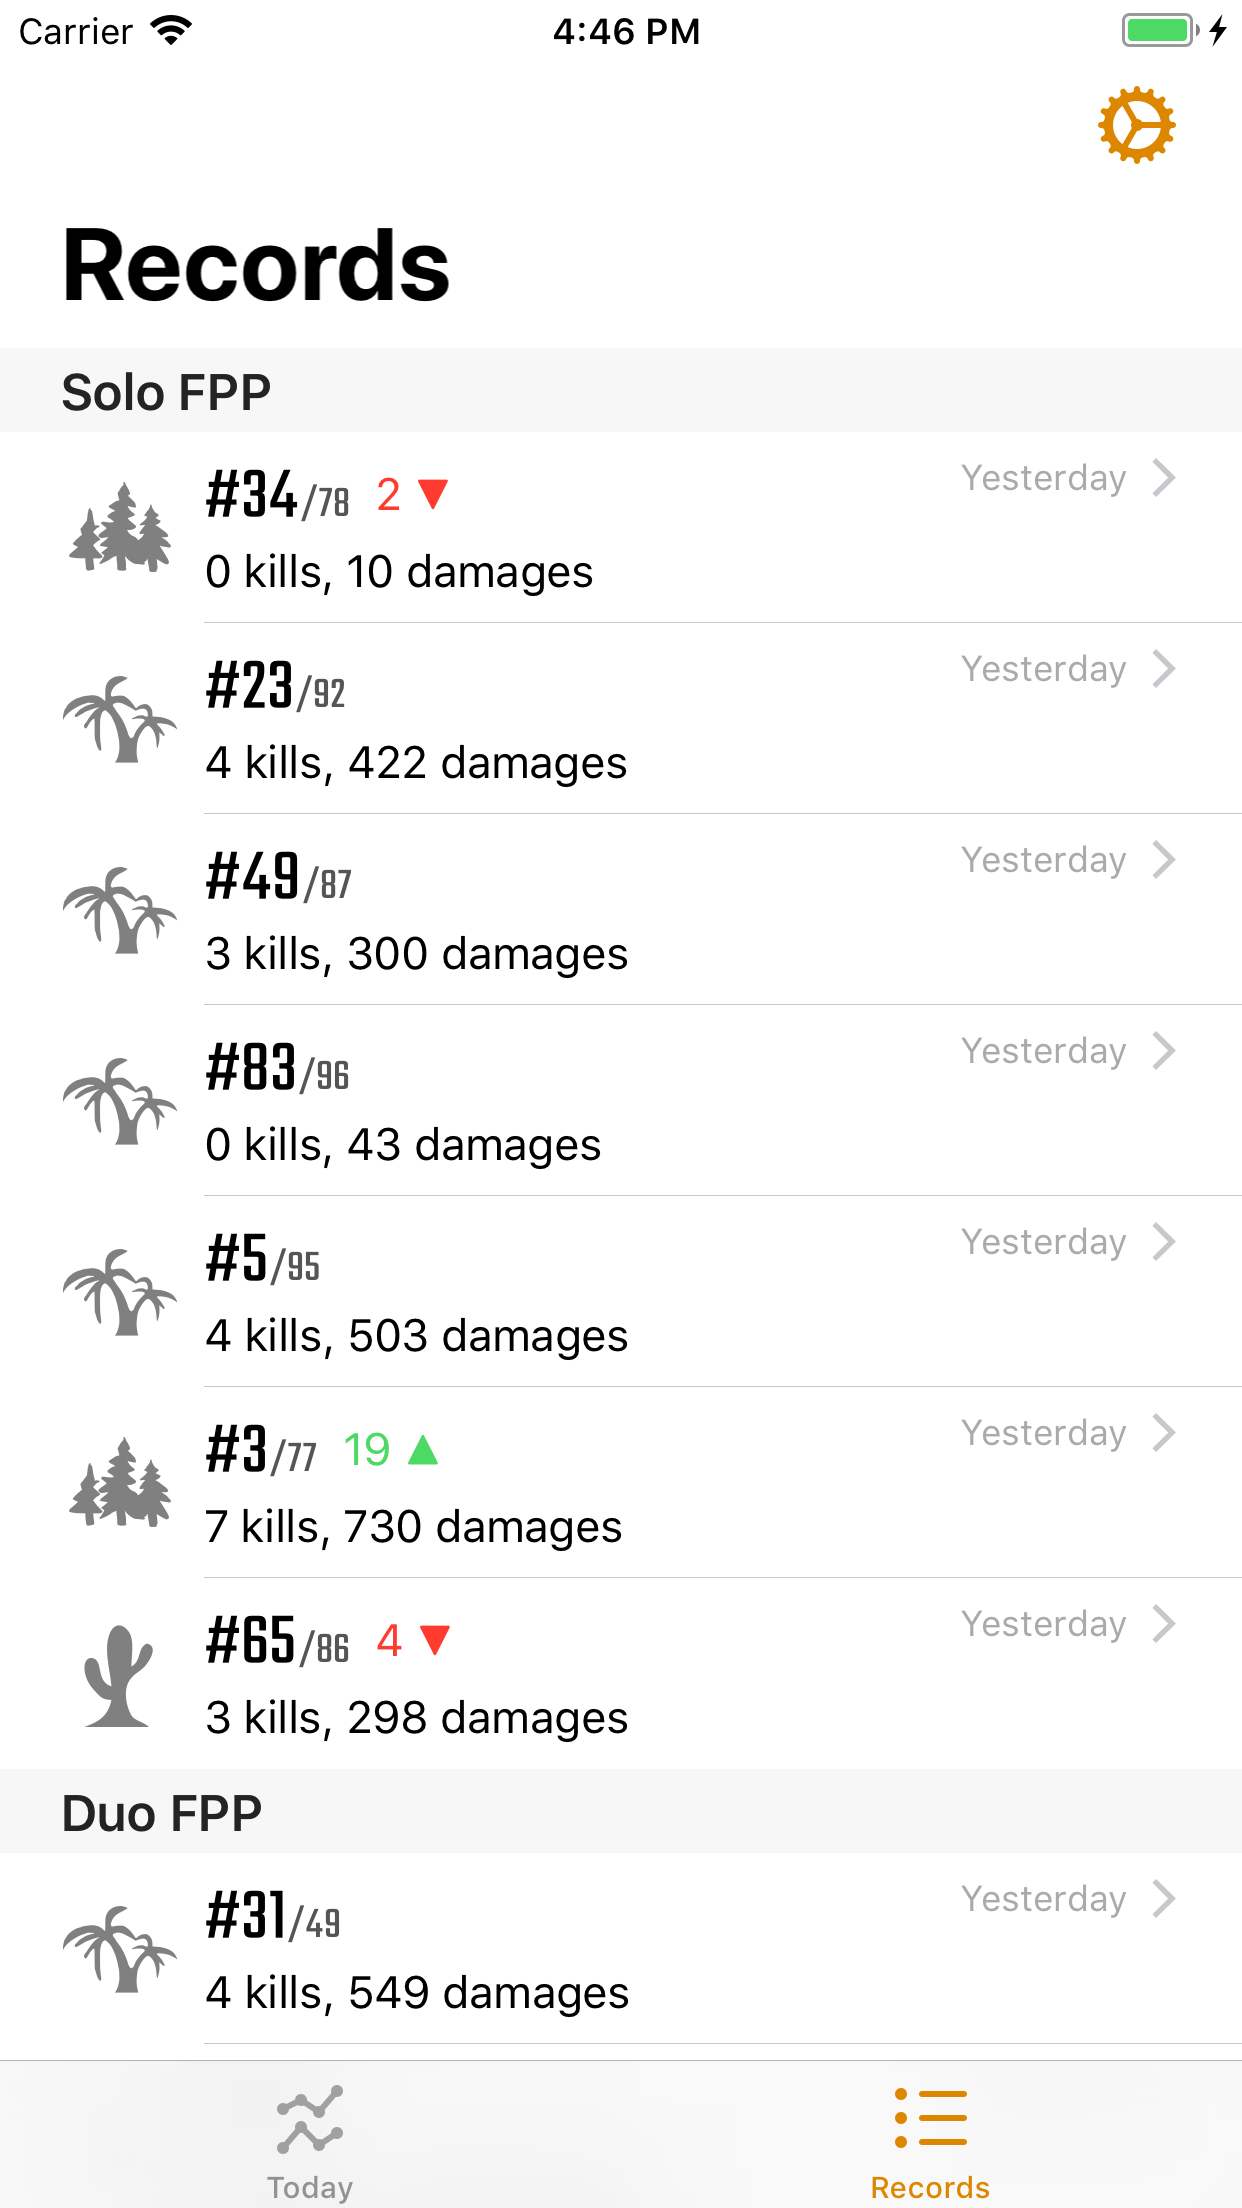 Carrier 4:46 PM
Records
Solo FPP
#34/78 2 ▼ Yesterday
0 kills, 10 damages
#23/92 Yesterday
4 kills, 422 damages
#49/87 Yesterday
3 kills, 300 damages
#83/96 Yesterday
0 kills, 43 damages
#5/95 Yesterday
4 kills, 503 damages
#3/77 19 ▲ Yesterday
7 kills, 730 damages
#65/86 4 ▼ Yesterday
3 kills, 298 damages
Duo FPP
#31/49 Yesterday
4 kills, 549 damages
Today Records